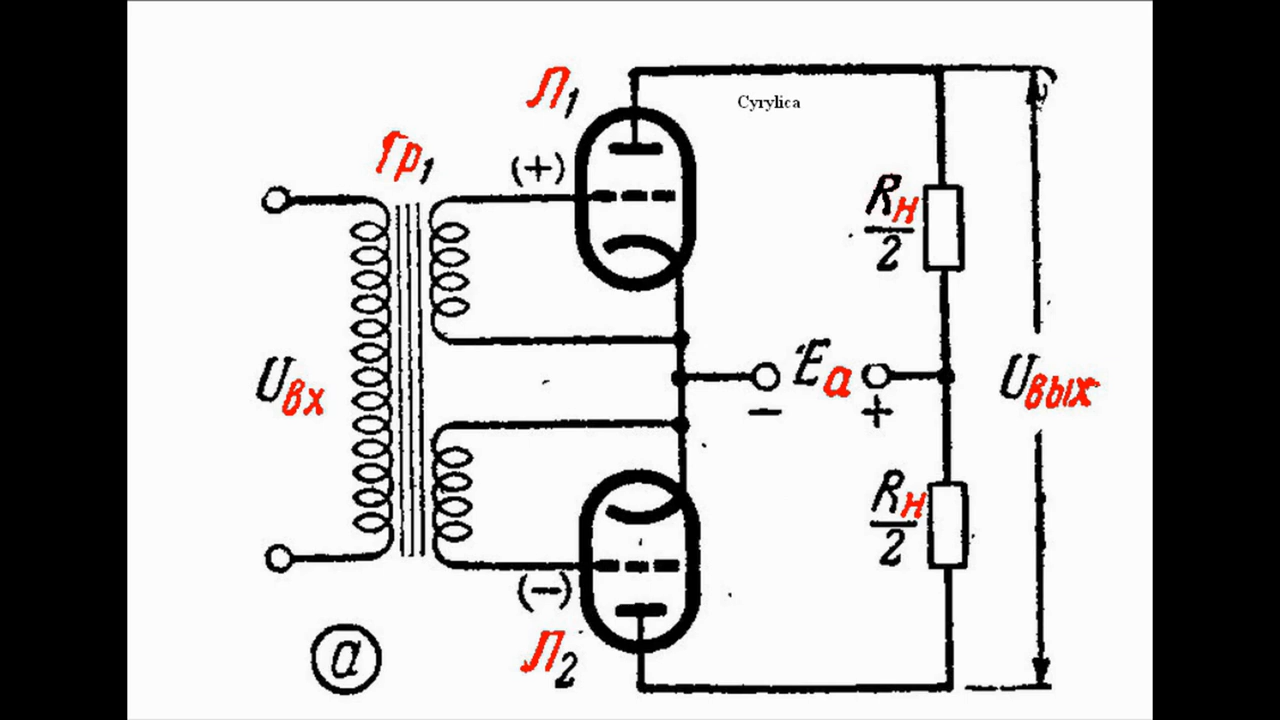 Л1
Cyrylica
Тр1
(+)
Rн/2
Uвх
Eа
Uвых
− +
Rн/2
(−)
Л2
а